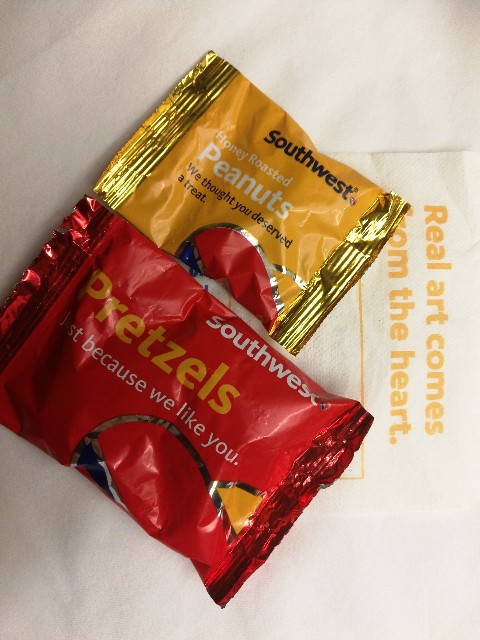 Southwest
Honey Roasted
Peanuts
We thought you deserved
a treat.
Southwest
Pretzels
Just because we like you.
Real art comes
from the heart.